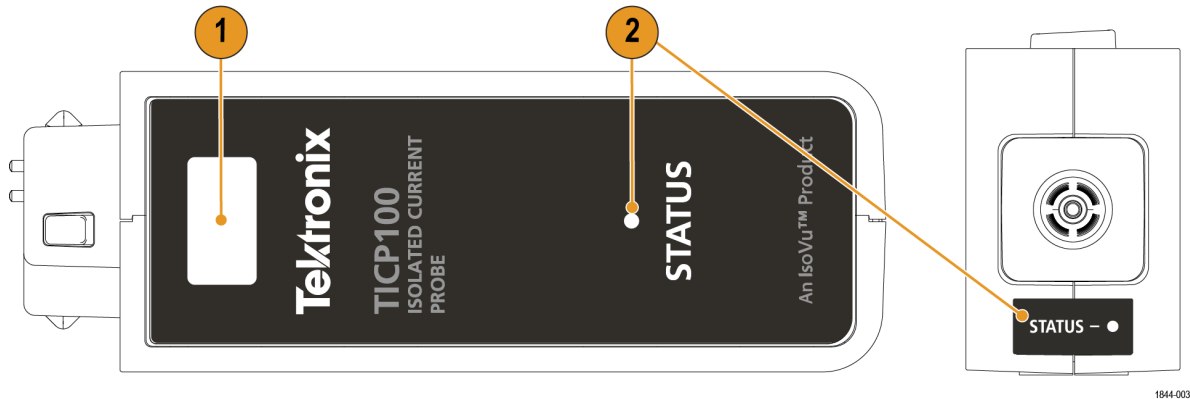 1
2
Tektronix
TICP100
ISOLATED CURRENT
PROBE
STATUS
An IsoVu™ Product
STATUS –
1844-003